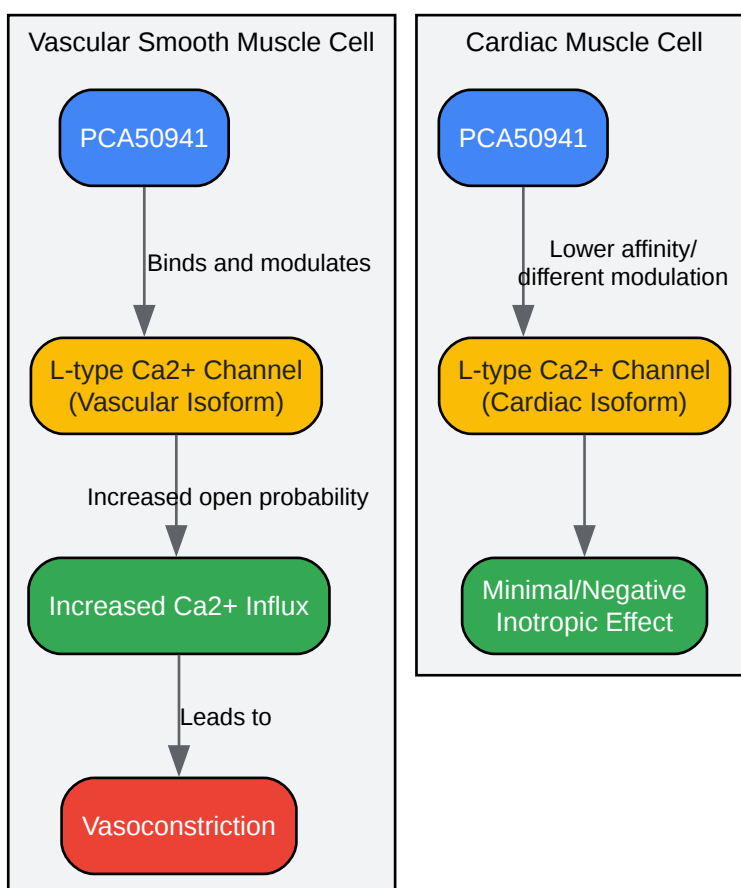 Vascular Smooth Muscle Cell
PCA50941
Binds and modulates
L-type Ca2+ Channel
(Vascular Isoform)
Increased open probability
Increased Ca2+ Influx
Leads to
Vasoconstriction
Cardiac Muscle Cell
PCA50941
Lower affinity/
different modulation
L-type Ca2+ Channel
(Cardiac Isoform)
Minimal/Negative
Inotropic Effect